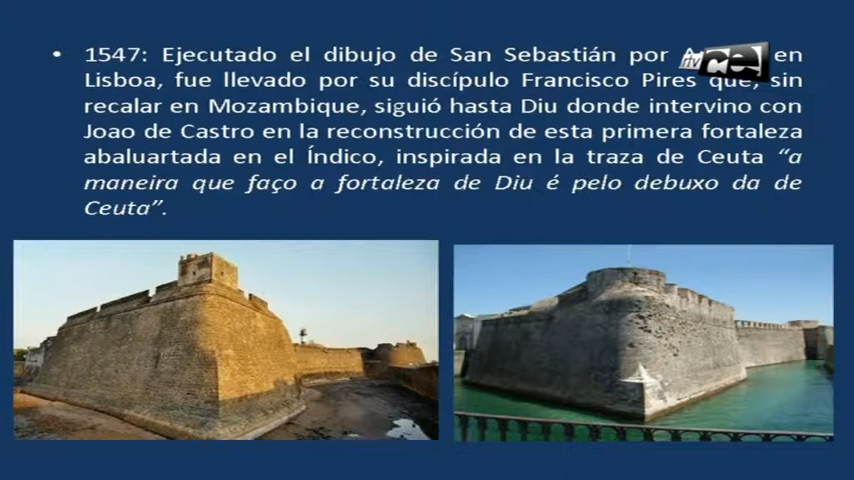 • 1547: Ejecutado el dibujo de San Sebastián por en
Lisboa, fue llevado por su discípulo Francisco Pires que, sin
recalar en Mozambique, siguió hasta Diu donde intervino con
Joao de Castro en la reconstrucción de esta primera fortaleza
abaluartada en el Índico, inspirada en la traza de Ceuta “a
maneira que faço a fortaleza de Diu é pelo debuxo da de
Ceuta”.
rtv ce